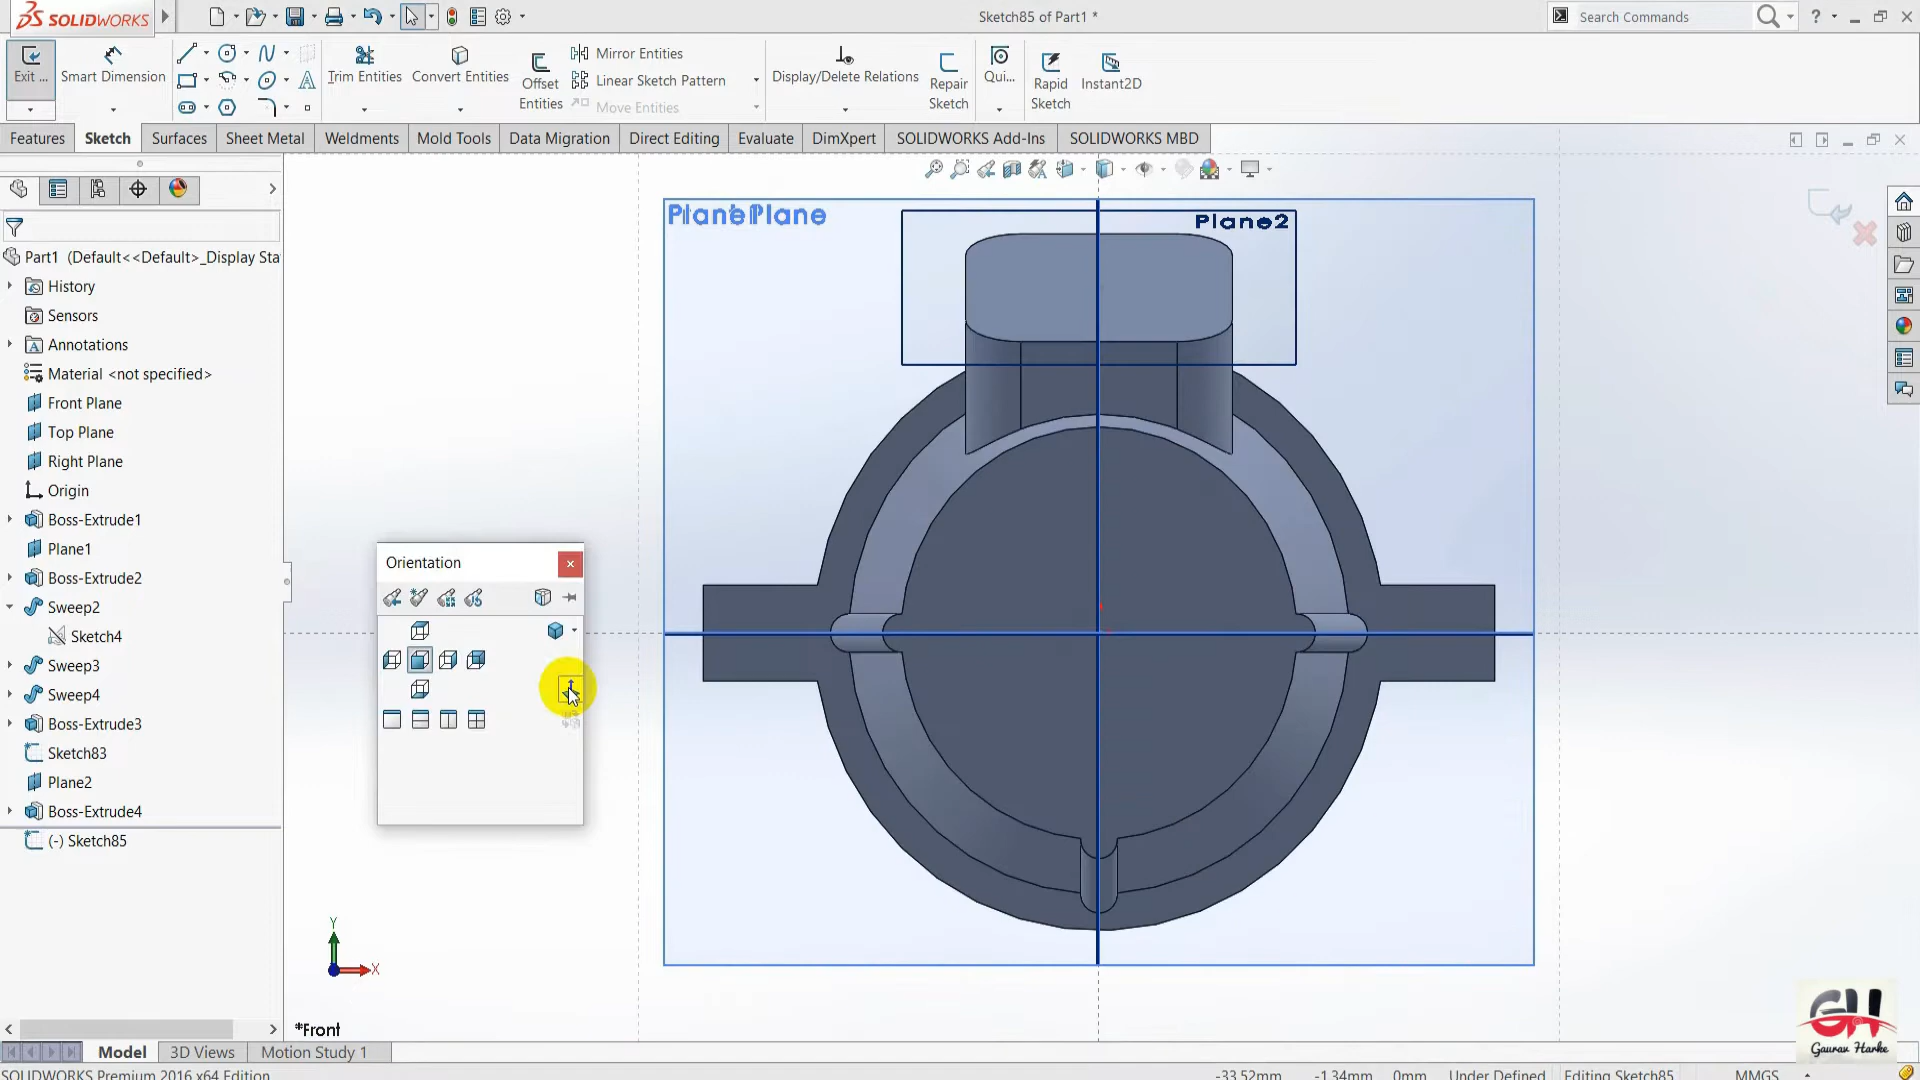 SOLIDWORKS
Sketch85 of Part1 *
Search Commands
Exit ...
Smart Dimension
Trim Entities
Convert Entities
Offset Entities
Mirror Entities
Linear Sketch Pattern
Move Entities
Display/Delete Relations
Repair Sketch
Qui...
Rapid Sketch
Instant2D
Features
Sketch
Surfaces
Sheet Metal
Weldments
Mold Tools
Data Migration
Direct Editing
Evaluate
DimXpert
SOLIDWORKS Add-Ins
SOLIDWORKS MBD
Plane2
Part1 (Default<<Default>_Display Sta
History
Sensors
Annotations
Material <not specified>
Front Plane
Top Plane
Right Plane
Origin
Boss-Extrude1
Plane1
Boss-Extrude2
Sweep2
Sketch4
Sweep3
Sweep4
Boss-Extrude3
Sketch83
Plane2
Boss-Extrude4
(-) Sketch85
Orientation
Y
X
*Front
GH
Gaurav Harke
Model
3D Views
Motion Study 1
SOLIDWORKS Premium 2016 x64 Edition
-33.52mm
-1.34mm
0mm
Under Defined
Editing Sketch85
MMGS